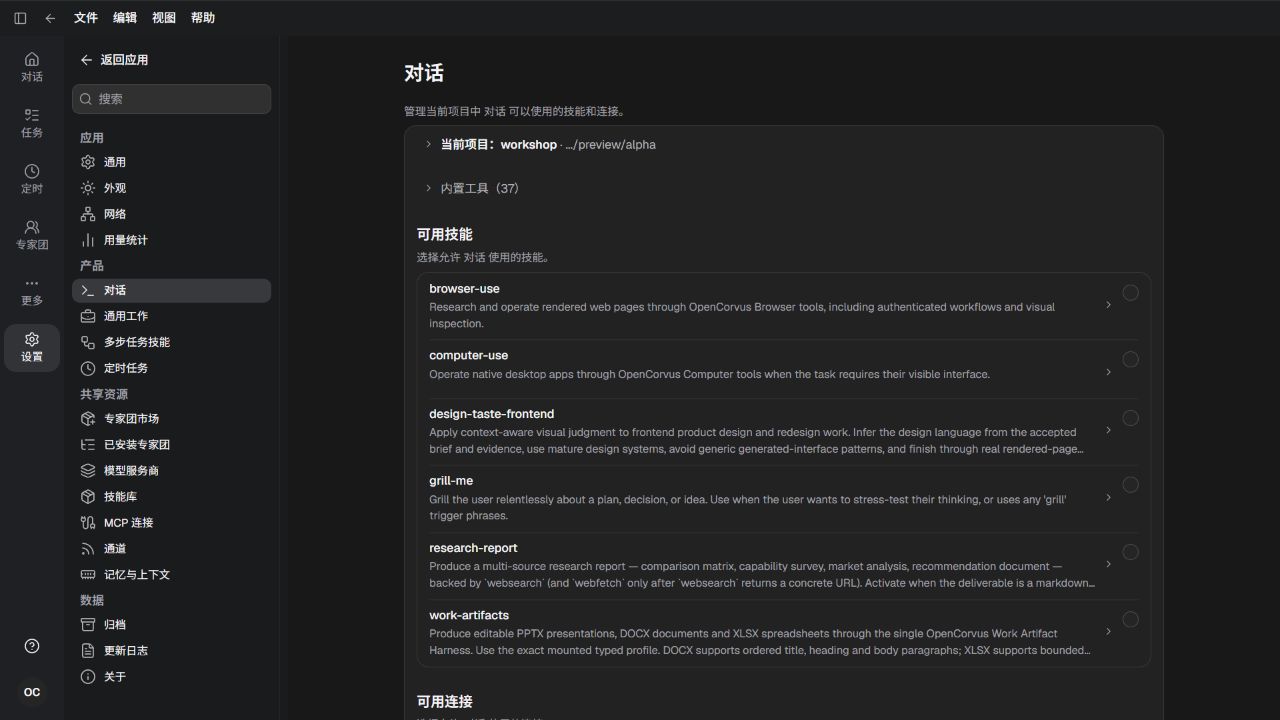 文件 编辑 视图 帮助
对话
任务
定时
专家团
更多
设置
OC
返回应用
搜索
应用
通用
外观
网络
用量统计
产品
对话
通用工作
多步任务技能
定时任务
共享资源
专家团市场
已安装专家团
模型服务商
技能库
MCP 连接
通道
记忆与上下文
数据
归档
更新日志
关于
对话
管理当前项目中 对话 可以使用的技能和连接。
当前项目：workshop · .../preview/alpha
内置工具（37）
可用技能
选择允许 对话 使用的技能。
browser-use
Research and operate rendered web pages through OpenCorvus Browser tools, including authenticated workflows and visual
inspection.
computer-use
Operate native desktop apps through OpenCorvus Computer tools when the task requires their visible interface.
design-taste-frontend
Apply context-aware visual judgment to frontend product design and redesign work. Infer the design language from the accepted
brief and evidence, use mature design systems, avoid generic generated-interface patterns, and finish through real rendered-page...
grill-me
Grill the user relentlessly about a plan, decision, or idea. Use when the user wants to stress-test their thinking, or uses any 'grill'
trigger phrases.
research-report
Produce a multi-source research report — comparison matrix, capability survey, market analysis, recommendation document —
backed by `websearch` (and `webfetch` only after `websearch` returns a concrete URL). Activate when the deliverable is a markdown...
work-artifacts
Produce editable PPTX presentations, DOCX documents and XLSX spreadsheets through the single OpenCorvus Work Artifact
Harness. Use the exact mounted typed profile. DOCX supports ordered title, heading and body paragraphs; XLSX supports bounded...
可用连接